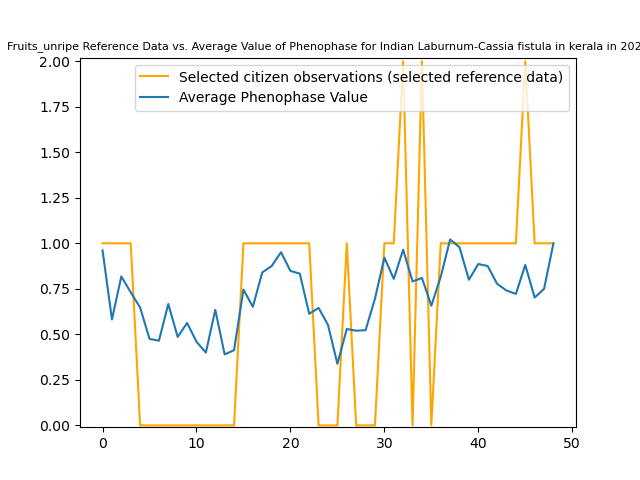 Fruits_unripe Reference Data vs. Average Value of Phenophase for Indian Laburnum-Cassia fistula in kerala in 202
Selected citizen observations (selected reference data)
Average Phenophase Value
2.00
1.75
1.50
1.25
1.00
0.75
0.50
0.25
0.00
0 10 20 30 40 50